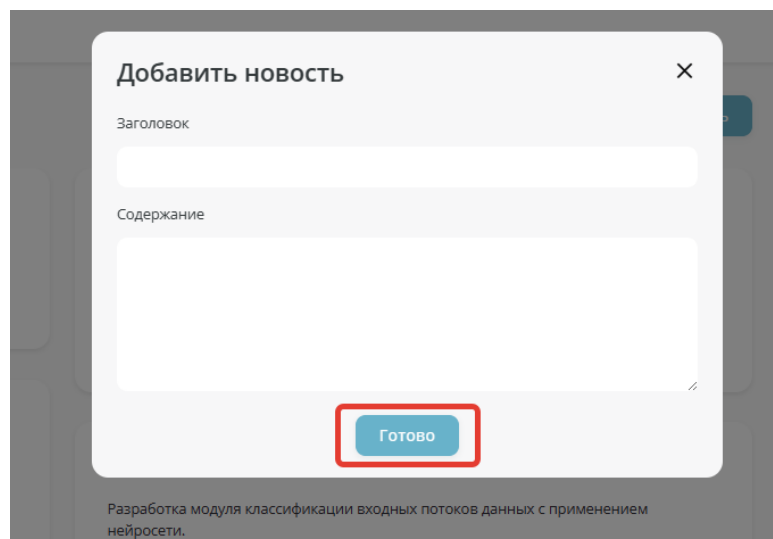 Добавить новость
Заголовок
Содержание
Готово
Разработка модуля классификации входных потоков данных с применением
нейросети.